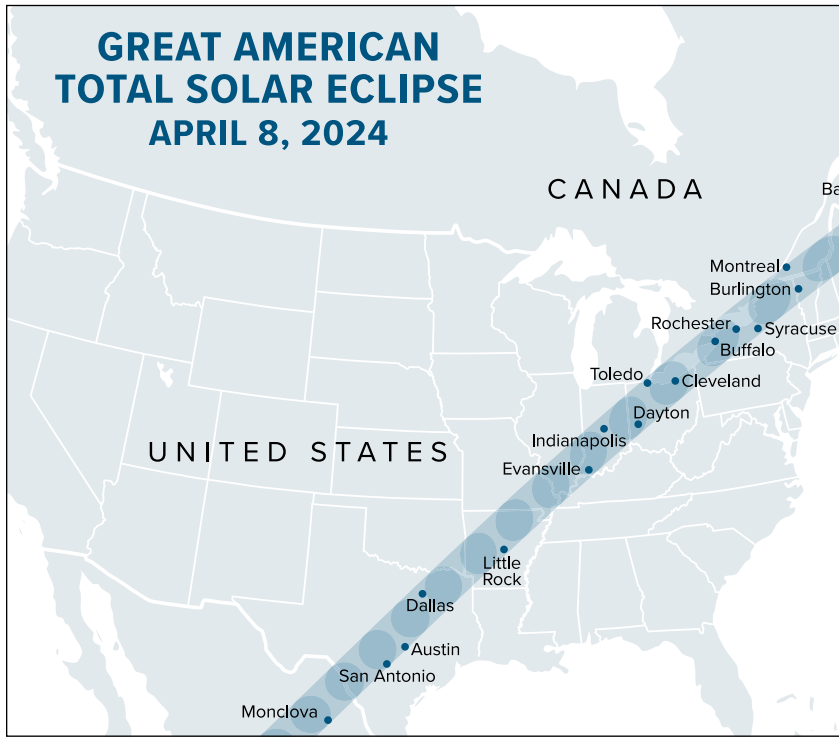 GREAT AMERICAN
TOTAL SOLAR ECLIPSE
APRIL 8, 2024
CANADA
Ba
Montreal
Burlington
Rochester
Syracuse
Buffalo
Toledo
Cleveland
Dayton
Indianapolis
UNITED STATES
Evansville
Little
Rock
Dallas
Austin
San Antonio
Monclova